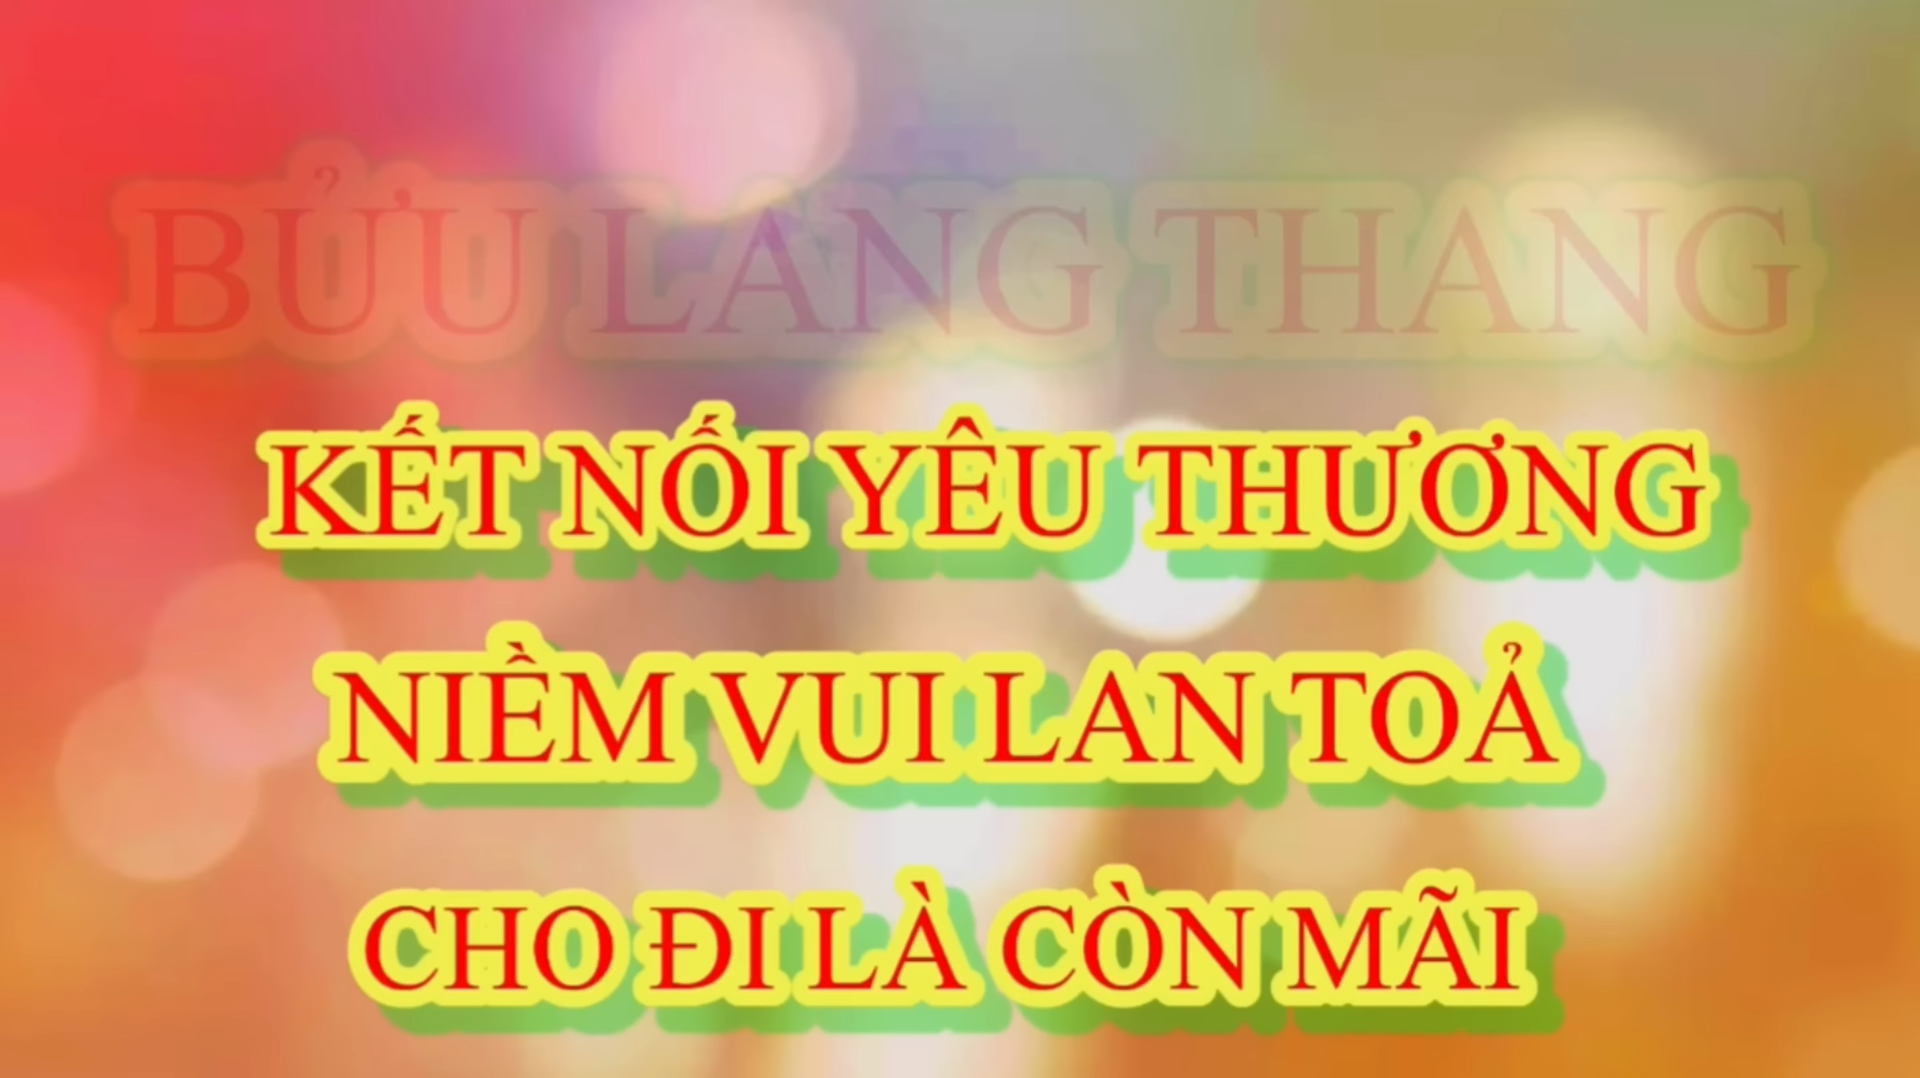 BỬU LANG THANG
KẾT NỐI YÊU THƯƠNG
NIỀM VUI LAN TOẢ
CHO ĐI LÀ CÒN MÃI